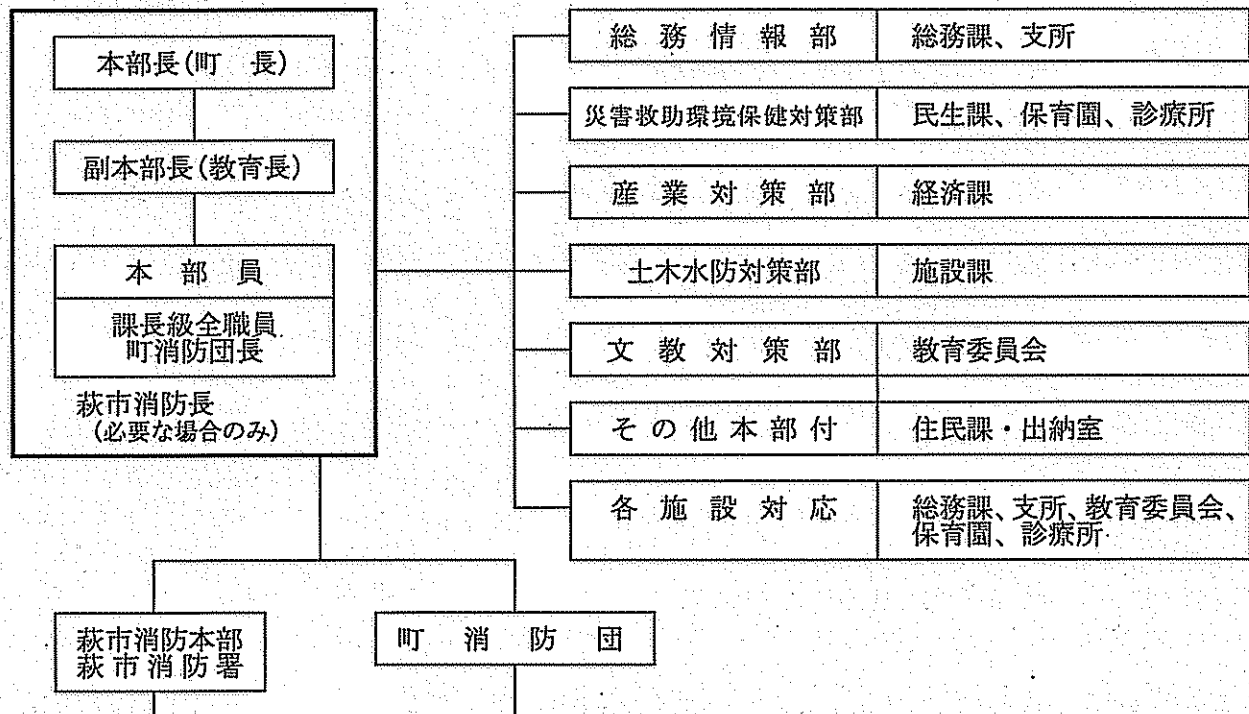 本部長(町 長)
副本部長(教育長)
本 部 員
課長級全職員
町消防団長
萩市消防長
(必要な場合のみ)
総 務 情 報 部 総務課、支所
災害救助環境保健対策部 民生課、保育園、診療所
産 業 対 策 部 経済課
土木水防対策部 施設課
文 教 対 策 部 教育委員会
そ の 他 本 部 付 住民課・出納室
各 施 設 対 応 総務課、支所、教育委員会、
保育園、診療所
萩市消防本部
萩 市 消 防 署
町 消 防 団